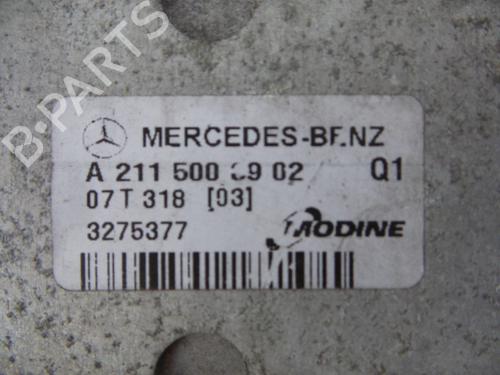 B-PARTS
MERCEDES-BENZ
A 211 500 02 Q1
07 T 318 [03]
3275377 MODINE